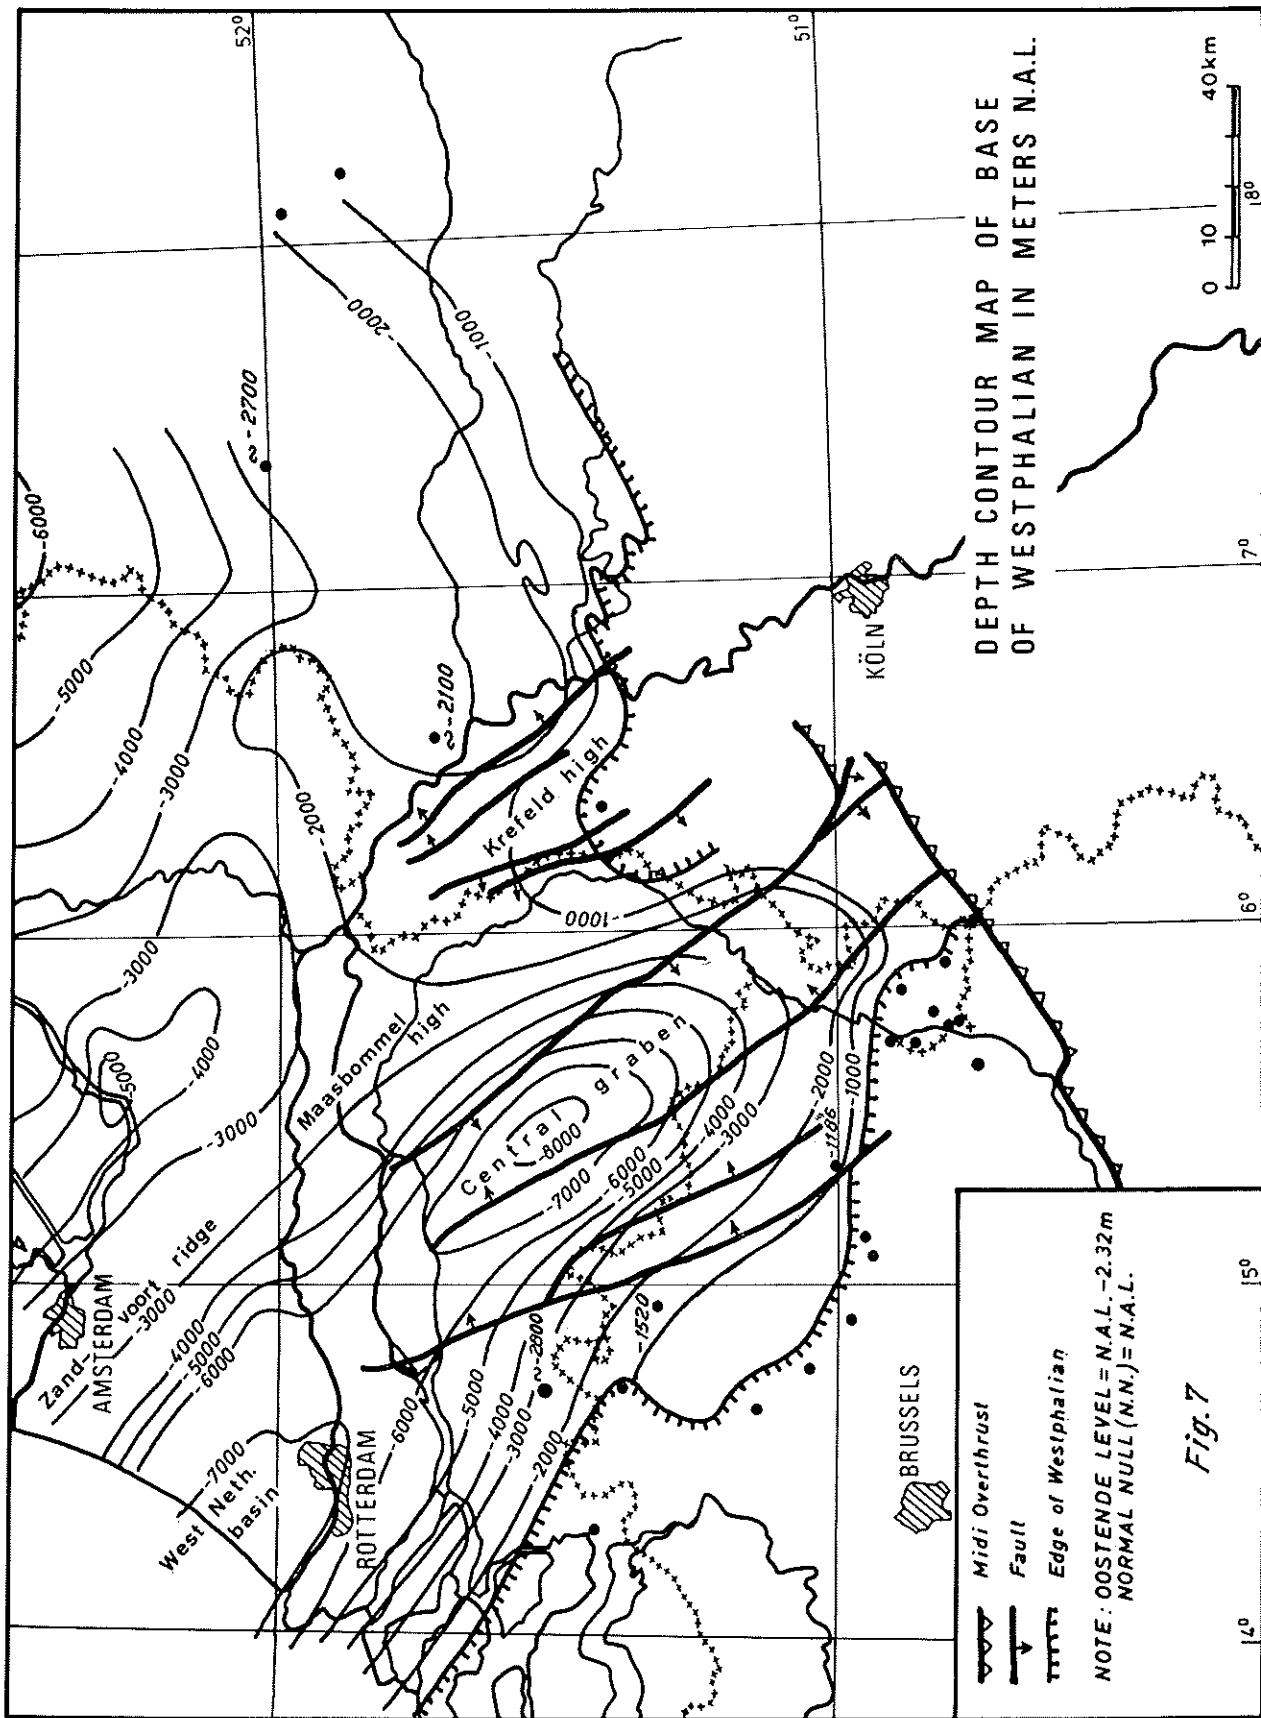 DEPTH CONTOUR MAP OF BASE
OF WESTPHALIAN IN METERS N.A.L.
0 10 40km
52°
51°
4°
5°
6°
7°
8°
AMSTERDAM
ROTTERDAM
BRUSSELS
KÖLN
Zandvoort ridge
West Neth.
basin
Maasbommel
high
Central graben
Krefeld high
-6000
-5000
-4000
-3000
-2000
∿-2700
-2000
-1000
∿-2100
-3000
-4000
-5000
-3000
-1000
-3000
-4000
-5000
-6000
-7000
-8000
-7000
-6000
-5000
-4000
-3000
-2000
-1000
-1186
-1520
∿-2800
-6000
-5000
-4000
-3000
-2000
Midi Overthrust
Fault
Edge of Westphalian
NOTE: OOSTENDE LEVEL = N.A.L.-2.32m
NORMAL NULL (N.N.) = N.A.L.
Fig.7